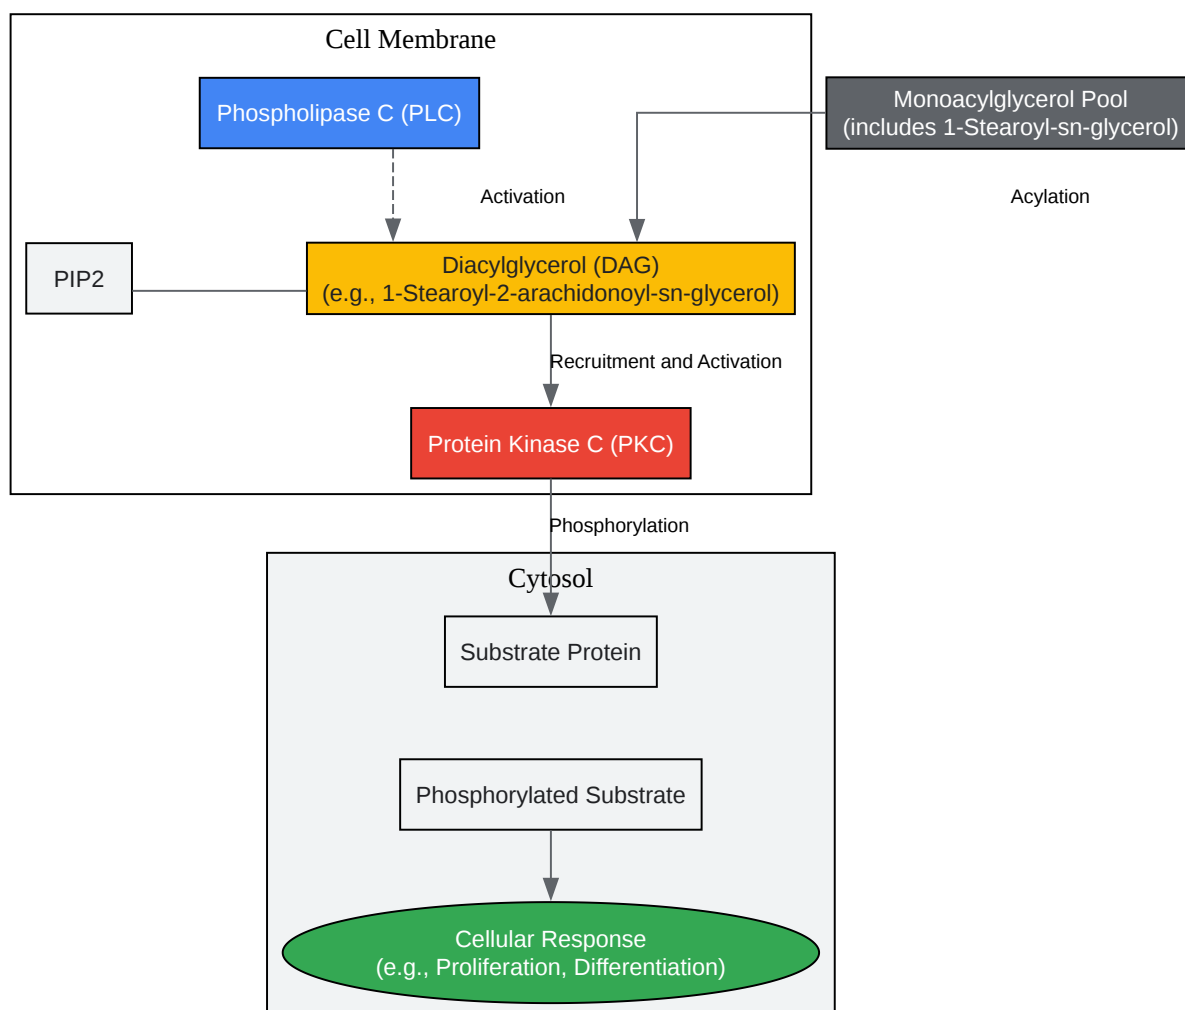 Cell Membrane
Phospholipase C (PLC)
Monoacylglycerol Pool
(includes 1-Stearoyl-sn-glycerol)
Activation
Acylation
PIP2
Diacylglycerol (DAG)
(e.g., 1-Stearoyl-2-arachidonoyl-sn-glycerol)
Recruitment and Activation
Protein Kinase C (PKC)
Phosphorylation
Cytosol
Substrate Protein
Phosphorylated Substrate
Cellular Response
(e.g., Proliferation, Differentiation)